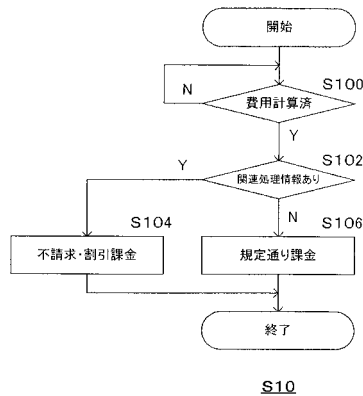 開始
N
S100
費用計算済
Y
S102
Y
関連処理情報あり
N
S104
S106
不請求・割引課金
規定通り課金
終了
S10